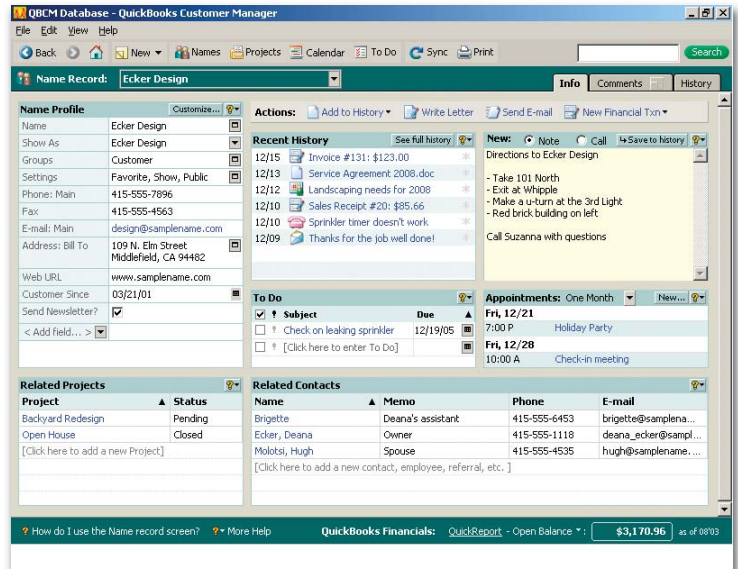 QBCM Database - QuickBooks Customer Manager
File Edit View Help
Back New Names Projects Calendar To Do Sync Print Search
Name Record: Ecker Design Info Comments History
Name Profile Customize...
Name Ecker Design
Show As Ecker Design
Groups Customer
Settings Favorite, Show, Public
Phone: Main 415-555-7896
Fax 415-555-4563
E-mail: Main design@samplename.com
Address: Bill To 109 N. Elm Street
Middlefield, CA 94482
Web URL www.samplename.com
Customer Since 03/21/01
Send Newsletter?
< Add field... >
Actions: Add to History Write Letter Send E-mail New Financial Txn
Recent History See full history
12/15 Invoice #131: $123.00
12/13 Service Agreement 2008.doc
12/12 Landscaping needs for 2008
12/10 Sales Receipt #20: $85.66
12/10 Sprinkler timer doesn't work
12/09 Thanks for the job well done!
New: Note Call Save to history
Directions to Ecker Design
- Take 101 North
- Exit at Whipple
- Make a u-turn at the 3rd Light
- Red brick building on left
Call Suzanna with questions
To Do
! Subject Due
! Check on leaking sprinkler 12/19/05
! [Click here to enter To Do]
Appointments: One Month New...
Fri, 12/21
7:00 P Holiday Party
Fri, 12/28
10:00 A Check-in meeting
Related Projects
Project Status
Backyard Redesign Pending
Open House Closed
[Click here to add a new Project]
Related Contacts
Name Memo Phone E-mail
Brigette Deana's assistant 415-555-6453 brigette@samplena...
Ecker, Deana Owner 415-555-1118 deana_ecker@sampl...
Molotsi, Hugh Spouse 415-555-4535 hugh@samplename....
[Click here to add a new contact, employee, referral, etc. ]
? How do I use the Name record screen? ? More Help QuickBooks Financials: QuickReport - Open Balance : $3,170.96 as of 08'03